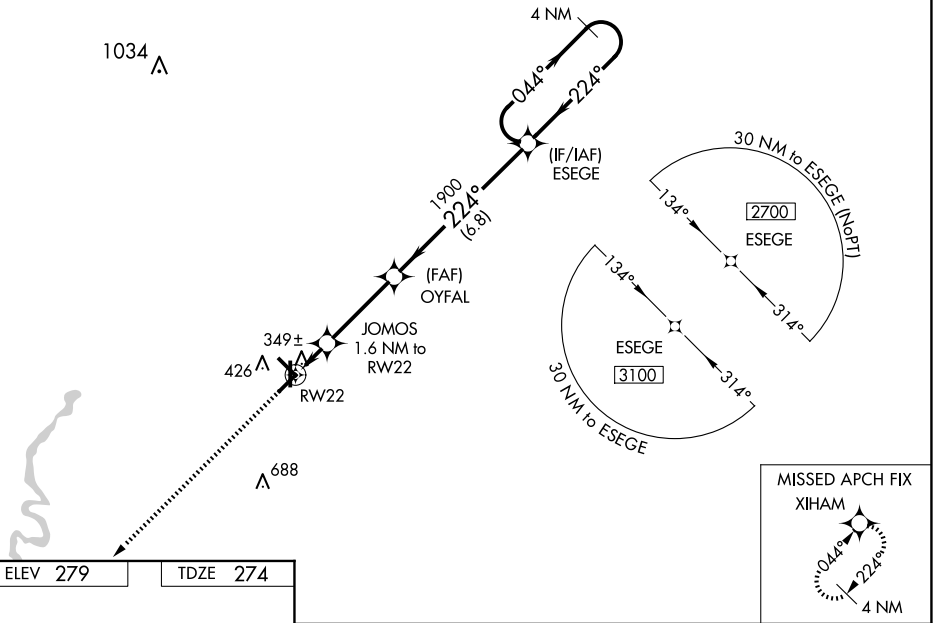 4 NM
1034
044°
224°
(IF/IAF)
ESEGE
30 NM to ESEGE (NoPT)
134°
2700
ESEGE
314°
1900
224°
(6.8)
(FAF)
OYFAL
134°
ESEGE
3100
314°
30 NM to ESEGE
JOMOS
1.6 NM to
RW22
349±
426
RW22
688
MISSED APCH FIX
XIHAM
044°
224°
4 NM
ELEV 279
TDZE 274